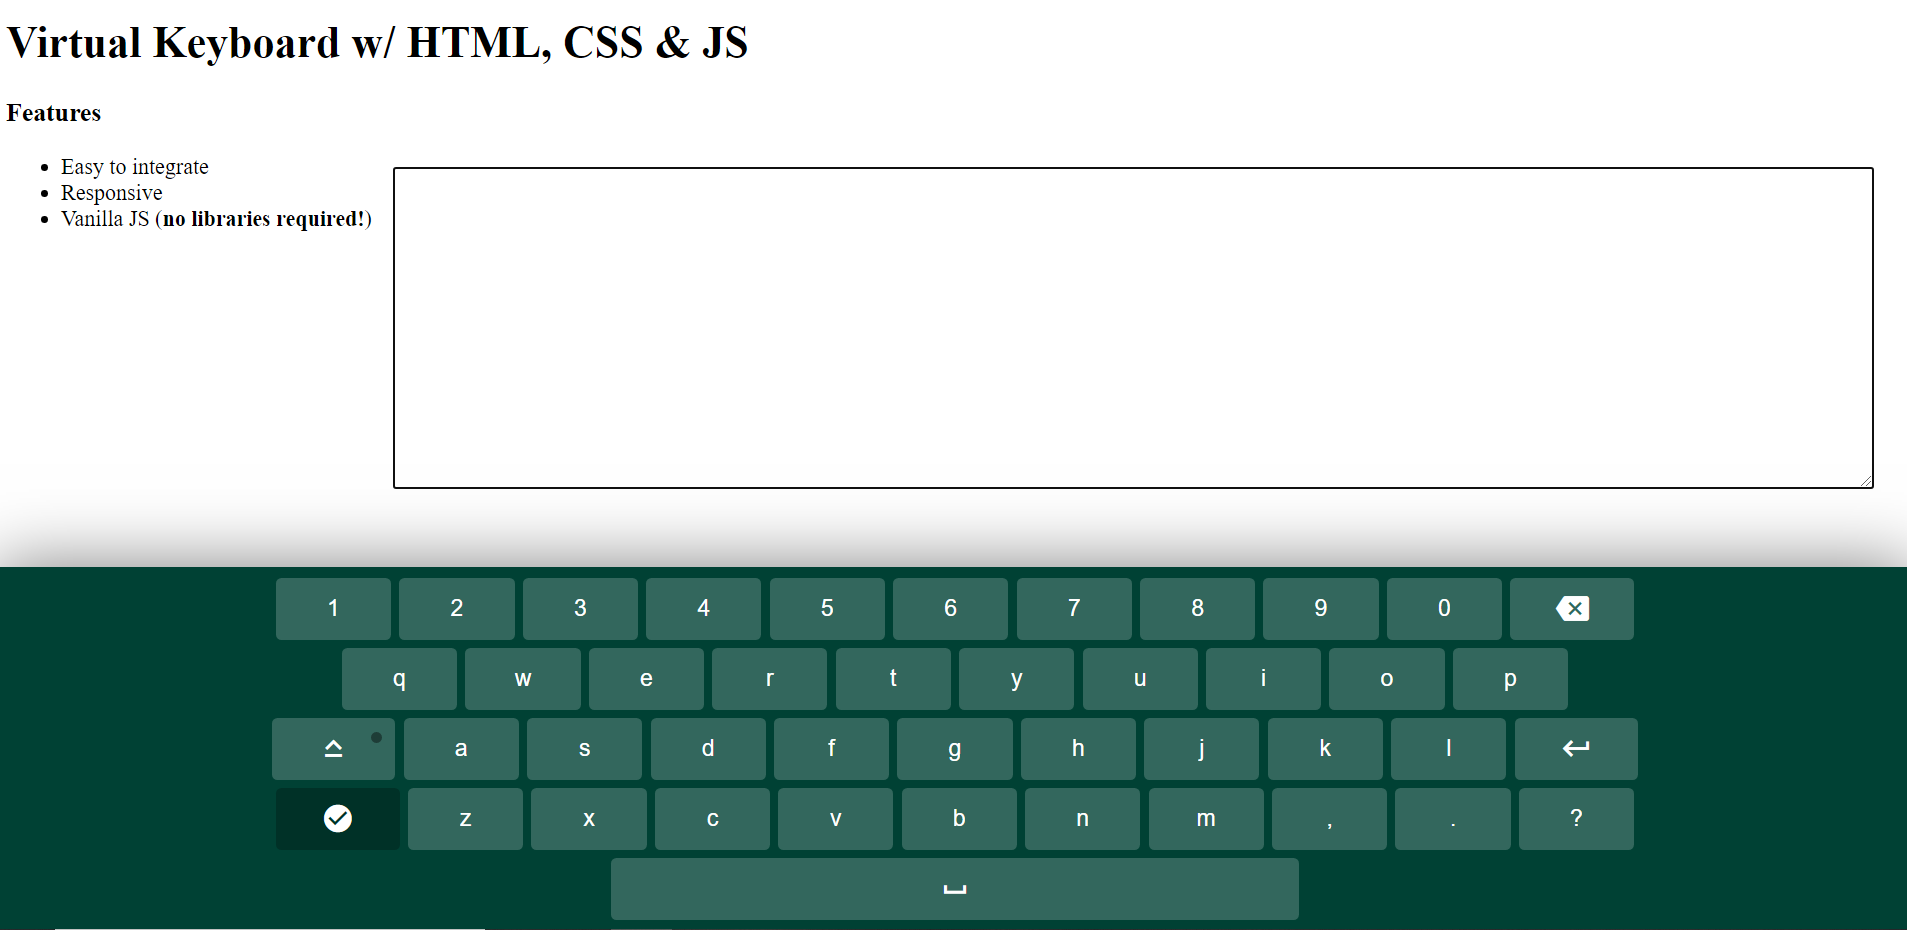 Virtual Keyboard w/ HTML, CSS & JS
Features
Easy to integrate
Responsive
Vanilla JS (no libraries required!)
1 2 3 4 5 6 7 8 9 0
q w e r t y u i o p
a s d f g h j k l
z x c v b n m , . ?